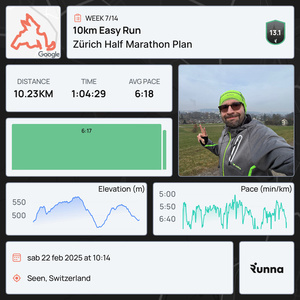 WEEK 7/14
10km Easy Run
Zürich Half Marathon Plan
13.1
Google
DISTANCE
TIME
AVG PACE
10.23KM
1:04:29
6:18
6:17
Elevation (m)
550
500
Pace (min/km)
5:00
5:50
6:40
sab 22 feb 2025 at 10:14
Seen, Switzerland
Runna